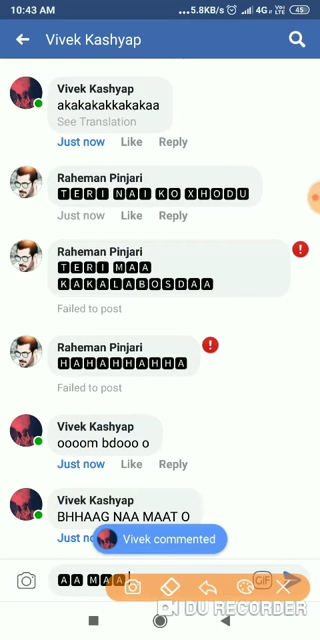 10:43 AM ...5.8KB/s 4G VoLTE 45
Vivek Kashyap
Vivek Kashyap
akakakakkakakaa
See Translation
Just now Like Reply
Raheman Pinjari
TERI NAI KO XHODU
Just now Like Reply
Raheman Pinjari
TERI MAA
KAKALABOSDAA
Failed to post
Raheman Pinjari
HAHAHHAHHA
Failed to post
Vivek Kashyap
oooom bdooo o
Just now Like Reply
Vivek Kashyap
BHHAAG NAA MAAT O
Just
Vivek commented
AA MAA
GIF
DU RECORDER